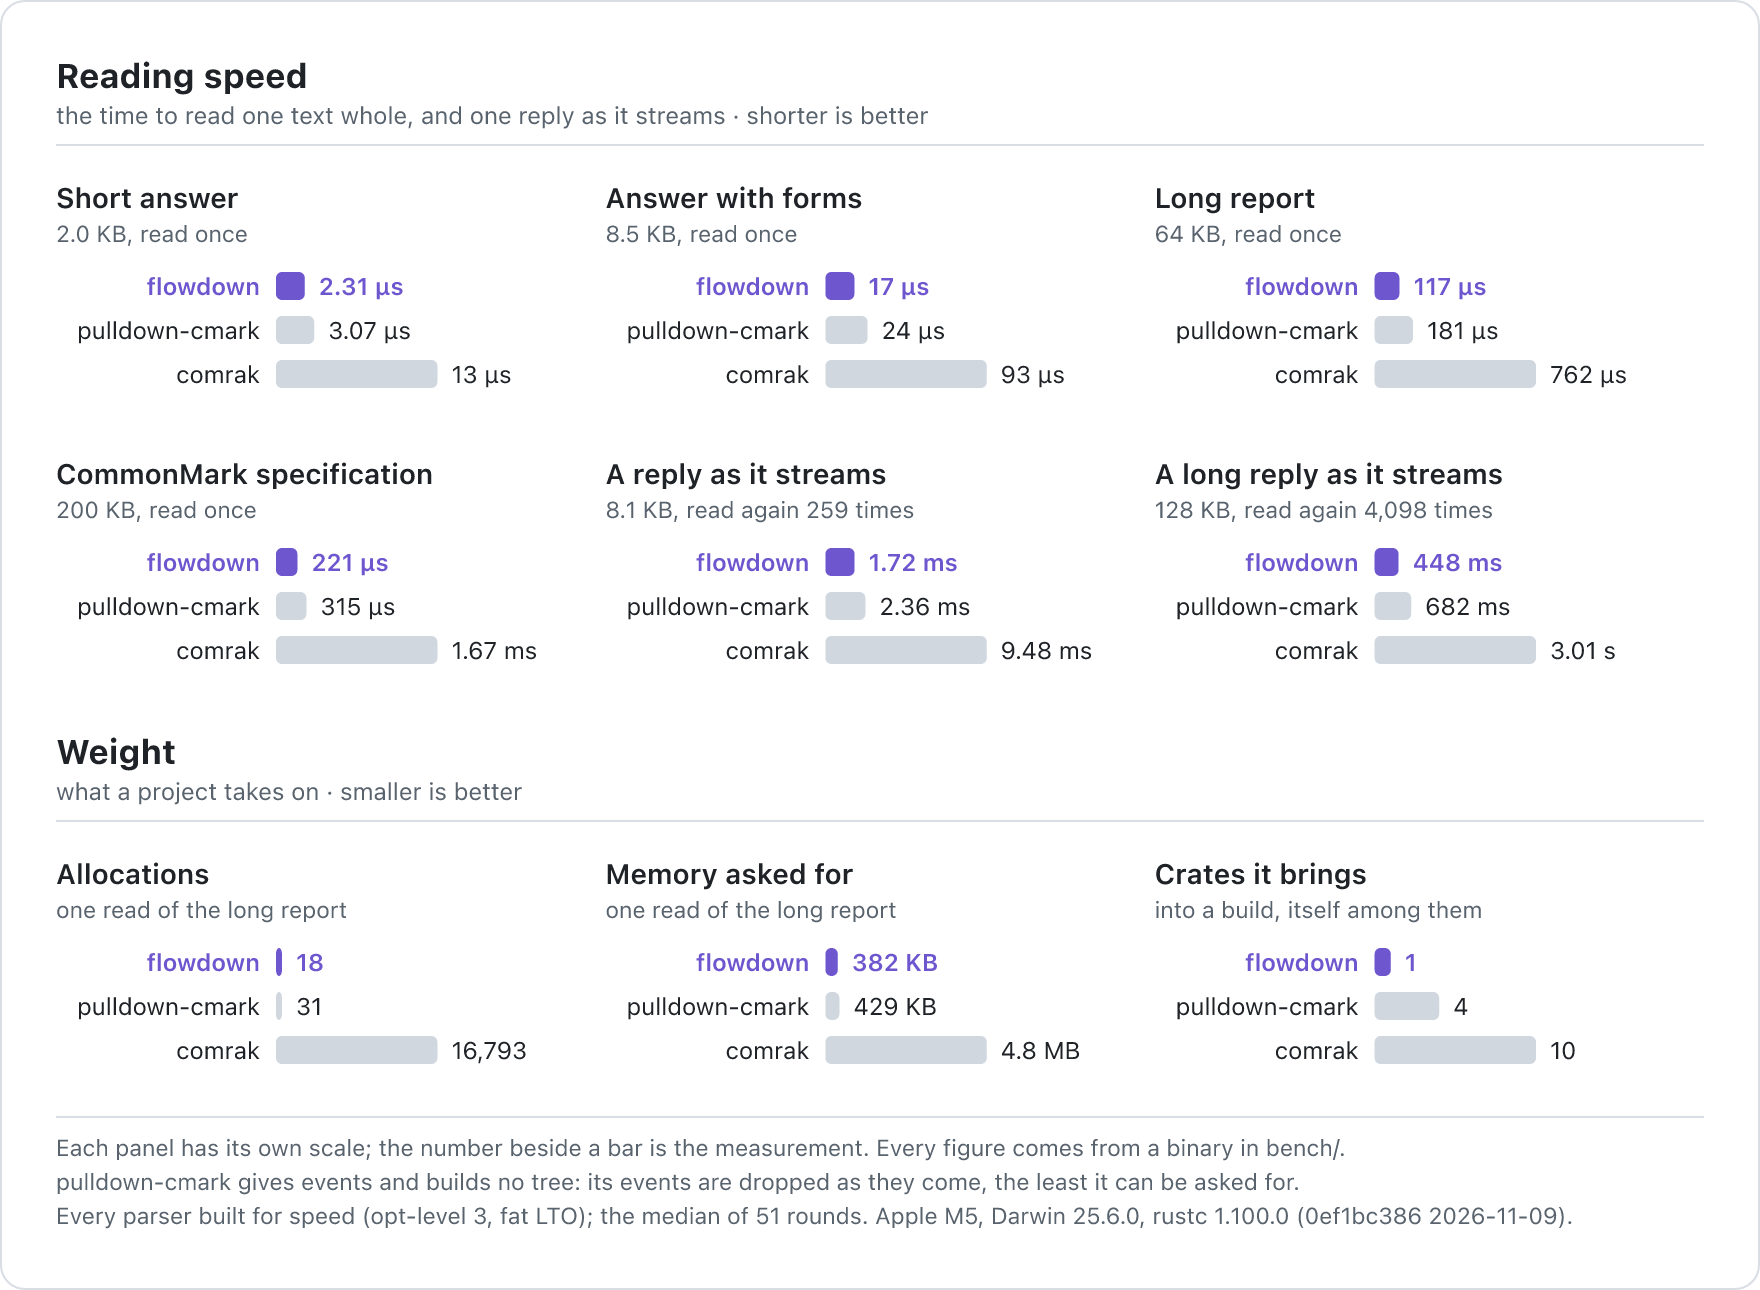 Reading speed
the time to read one text whole, and one reply as it streams · shorter is better
Short answer
2.0 KB, read once
flowdown 2.31 µs
pulldown-cmark 3.07 µs
comrak 13 µs
Answer with forms
8.5 KB, read once
flowdown 17 µs
pulldown-cmark 24 µs
comrak 93 µs
Long report
64 KB, read once
flowdown 117 µs
pulldown-cmark 181 µs
comrak 762 µs
CommonMark specification
200 KB, read once
flowdown 221 µs
pulldown-cmark 315 µs
comrak 1.67 ms
A reply as it streams
8.1 KB, read again 259 times
flowdown 1.72 ms
pulldown-cmark 2.36 ms
comrak 9.48 ms
A long reply as it streams
128 KB, read again 4,098 times
flowdown 448 ms
pulldown-cmark 682 ms
comrak 3.01 s
Weight
what a project takes on · smaller is better
Allocations
one read of the long report
flowdown 18
pulldown-cmark 31
comrak 16,793
Memory asked for
one read of the long report
flowdown 382 KB
pulldown-cmark 429 KB
comrak 4.8 MB
Crates it brings
into a build, itself among them
flowdown 1
pulldown-cmark 4
comrak 10
Each panel has its own scale; the number beside a bar is the measurement. Every figure comes from a binary in bench/.
pulldown-cmark gives events and builds no tree: its events are dropped as they come, the least it can be asked for.
Every parser built for speed (opt-level 3, fat LTO); the median of 51 rounds. Apple M5, Darwin 25.6.0, rustc 1.100.0 (0ef1bc386 2026-11-09).